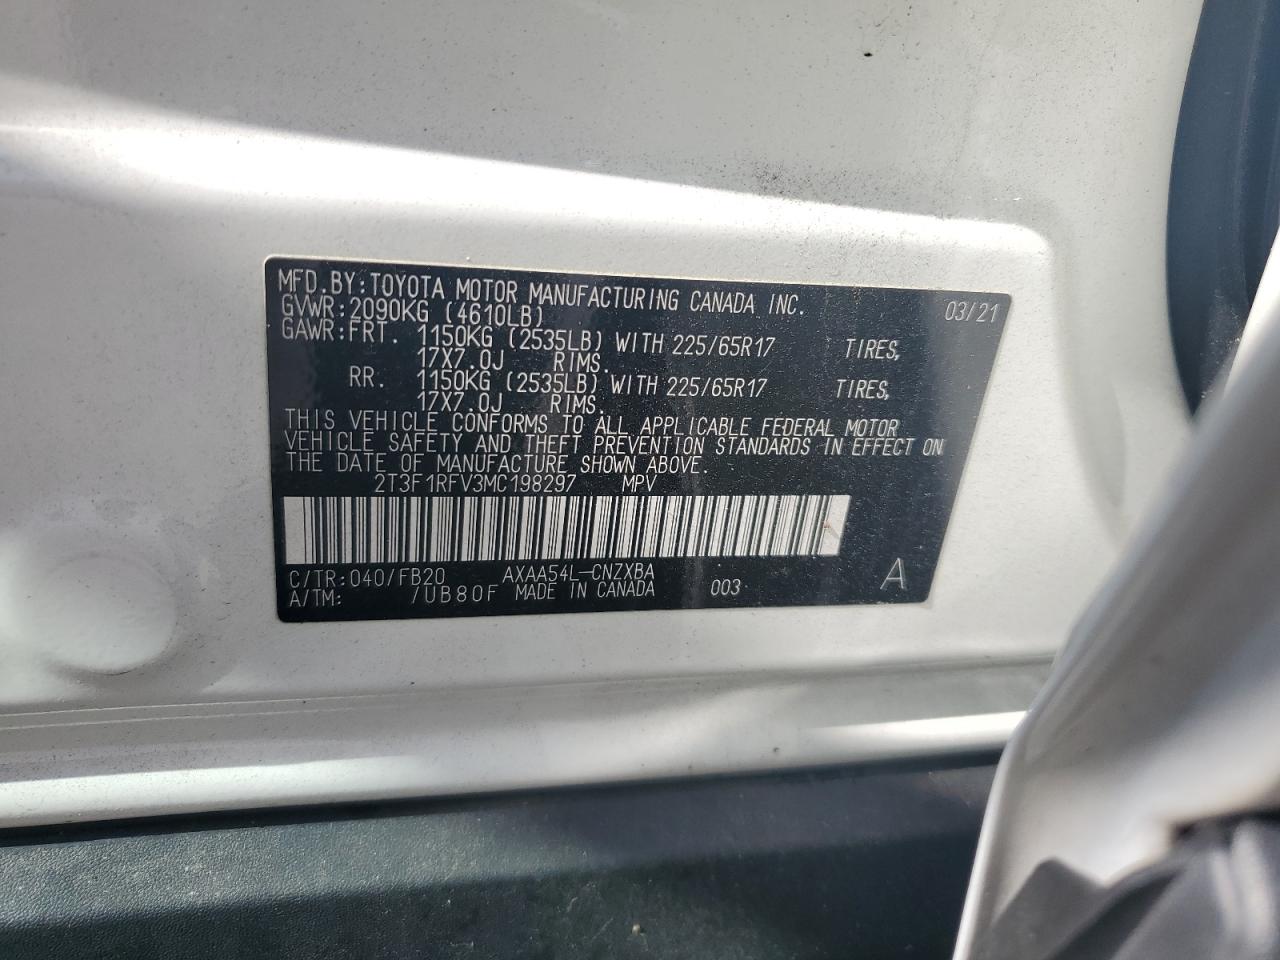 MFD.BY:TOYOTA MOTOR MANUFACTURING CANADA INC. 03/21
GVWR:2090KG (4610LB)
GAWR:FRT. 1150KG (2535LB) WITH 225/65R17 TIRES,
17X7.0J RIMS.
RR. 1150KG (2535LB) WITH 225/65R17 TIRES,
17X7.0J RIMS.
THIS VEHICLE CONFORMS TO ALL APPLICABLE FEDERAL MOTOR
VEHICLE SAFETY AND THEFT PREVENTION STANDARDS IN EFFECT ON
THE DATE OF MANUFACTURE SHOWN ABOVE.
2T3F1RFV3MC198297 MPV
C/TR:040/FB20 AXAA54L-CNZXBA
A/TM: /UB80F MADE IN CANADA 003 A